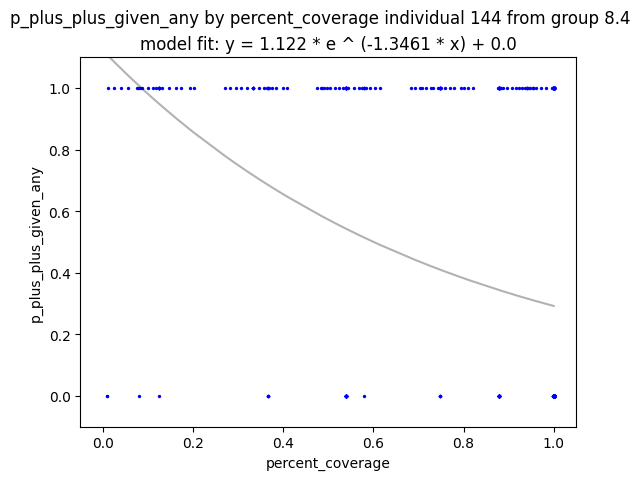 p_plus_plus_given_any by percent_coverage individual 144 from group 8.4
model fit: y = 1.122 * e ^ (-1.3461 * x) + 0.0
1.0
0.8
0.6
0.4
0.2
0.0
p_plus_plus_given_any
0.0 0.2 0.4 0.6 0.8 1.0
percent_coverage